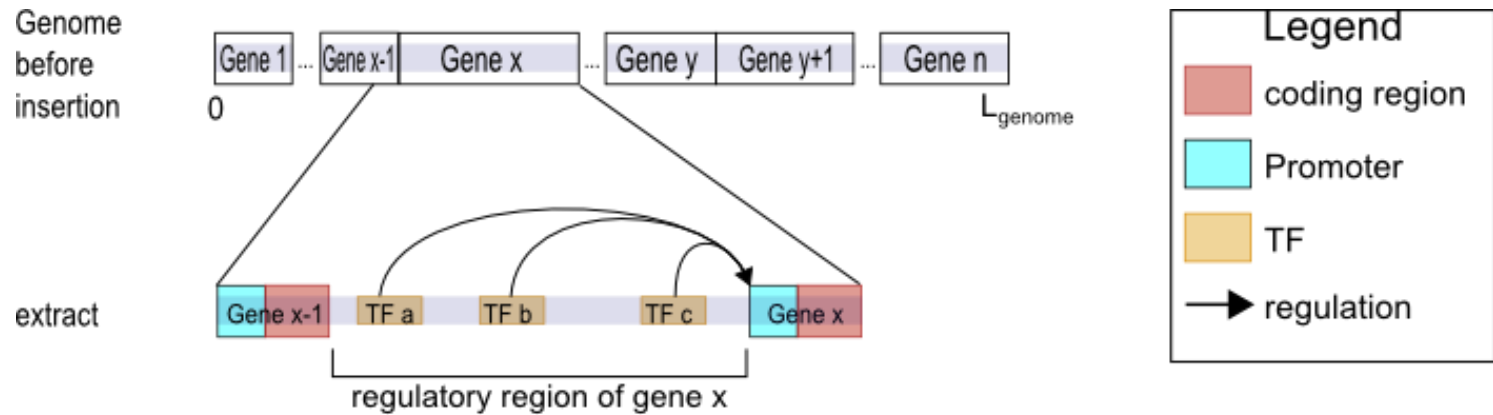 Genome
before
insertion
Gene 1 ... Gene x-1 Gene x ... Gene y Gene y+1 ... Gene n
0
Lgenome
extract
Gene x-1 TF a TF b TF c Gene x
regulatory region of gene x
Legend
coding region
Promoter
TF
regulation